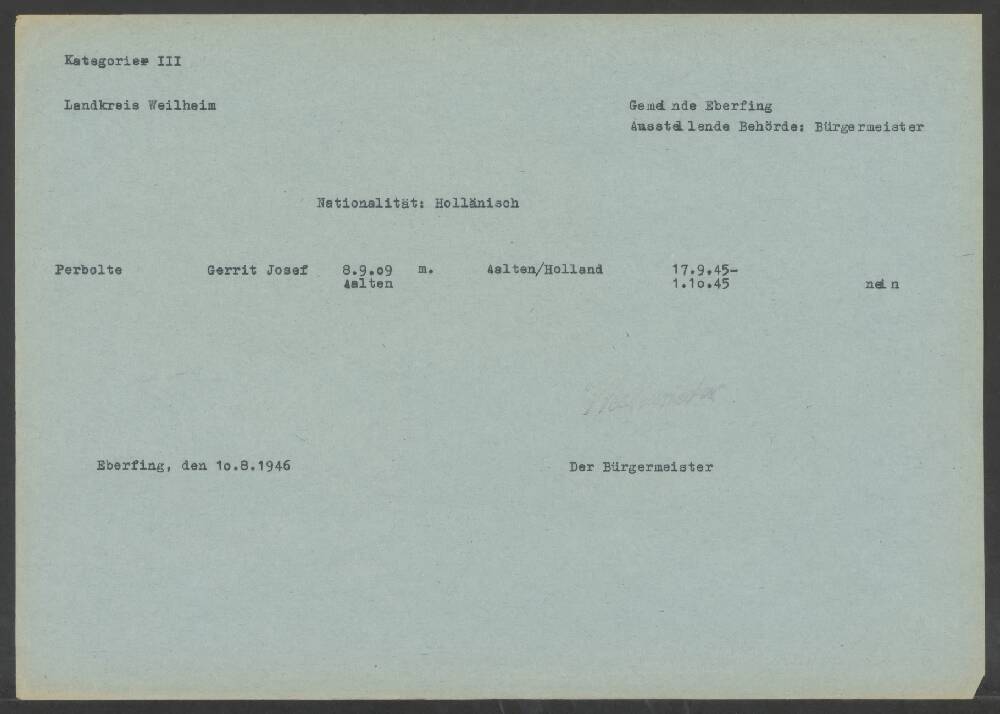 Kategorie III
Landkreis Weilheim
Gemeinde Eberfing
Ausstellende Behörde: Bürgermeister
Nationalität: Hollänisch
Perbolte Gerrit Josef 8.9.09 m. Aalten/Holland 17.9.45-
Aalten 1.10.45 nein
Eberfing, den 10.8.1946 Der Bürgermeister